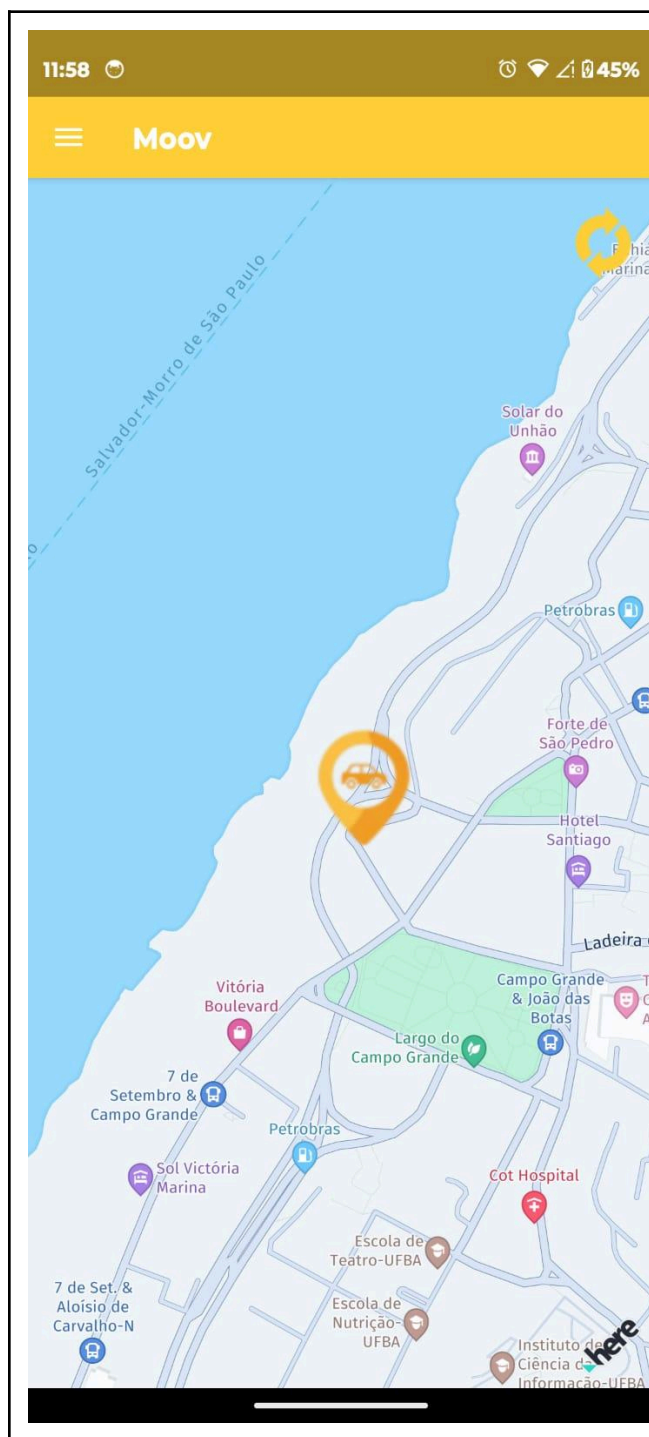 11:58
45%
Moov
Marina
Salvador-Morro de São Paulo
Solar do
Unhão
Petrobras
Forte de
São Pedro
Hotel
Santiago
Ladeira
Campo Grande
& João das
Botas
Vitória
Boulevard
Largo do
Campo Grande
7 de
Setembro &
Campo Grande
Petrobras
Sol Victória
Marina
Cot Hospital
Escola de
Teatro-UFBA
7 de Set. &
Aloísio de
Carvalho-N
Escola de
Nutrição-
UFBA
Instituto de
Ciência da
Informação-UFBA
here